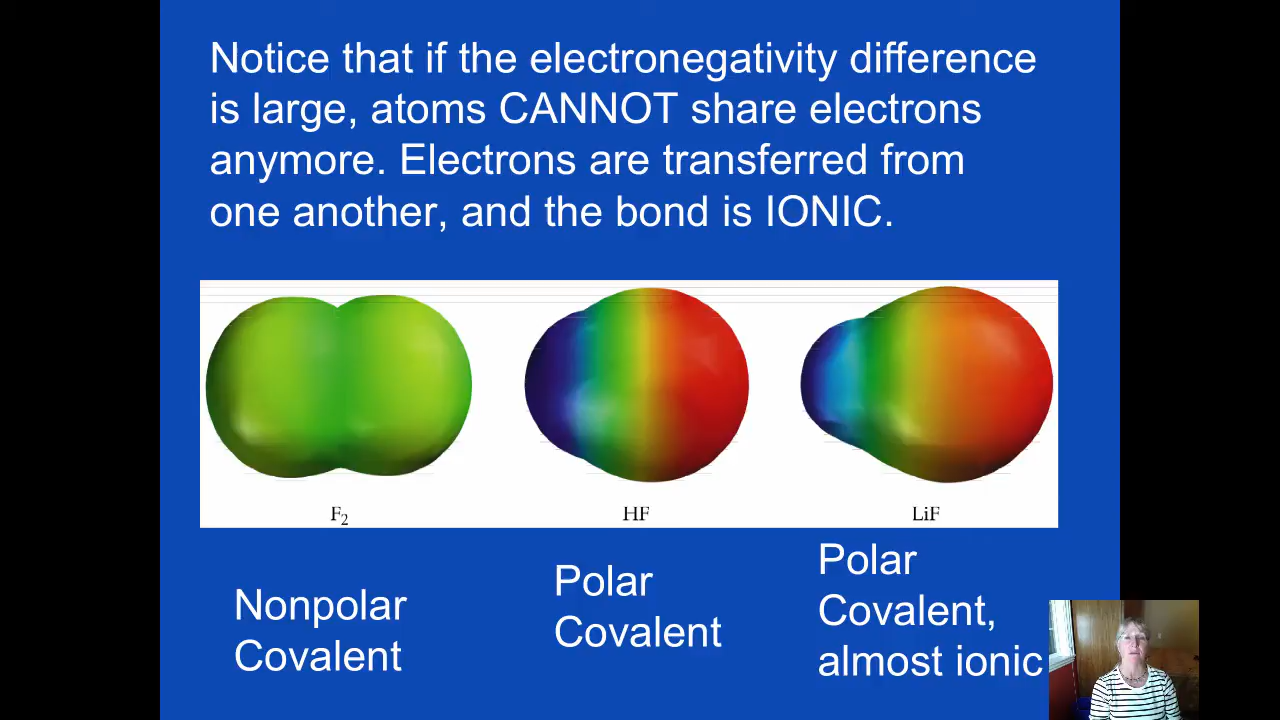 Notice that if the electronegativity difference
is large, atoms CANNOT share electrons
anymore. Electrons are transferred from
one another, and the bond is IONIC.
F₂
HF
LiF
Nonpolar
Covalent
Polar
Covalent
Polar
Covalent,
almost ionic